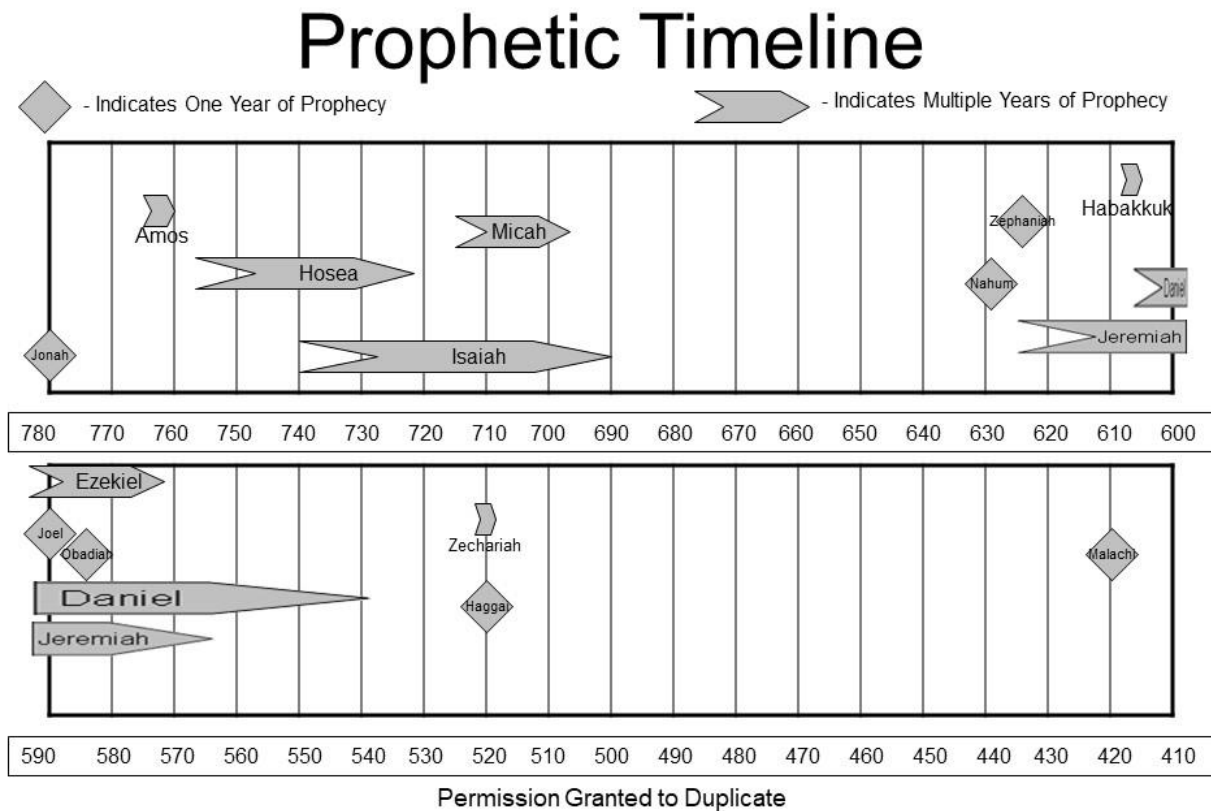 Prophetic Timeline
- Indicates One Year of Prophecy
- Indicates Multiple Years of Prophecy
Habakkuk
Amos
Micah
Zephaniah
Hosea
Nahum
Daniel
Jonah
Isaiah
Jeremiah
780 770 760 750 740 730 720 710 700 690 680 670 660 650 640 630 620 610 600
Ezekiel
Joel
Obadiah
Zechariah
Malachi
Daniel
Haggai
Jeremiah
590 580 570 560 550 540 530 520 510 500 490 480 470 460 450 440 430 420 410
Permission Granted to Duplicate